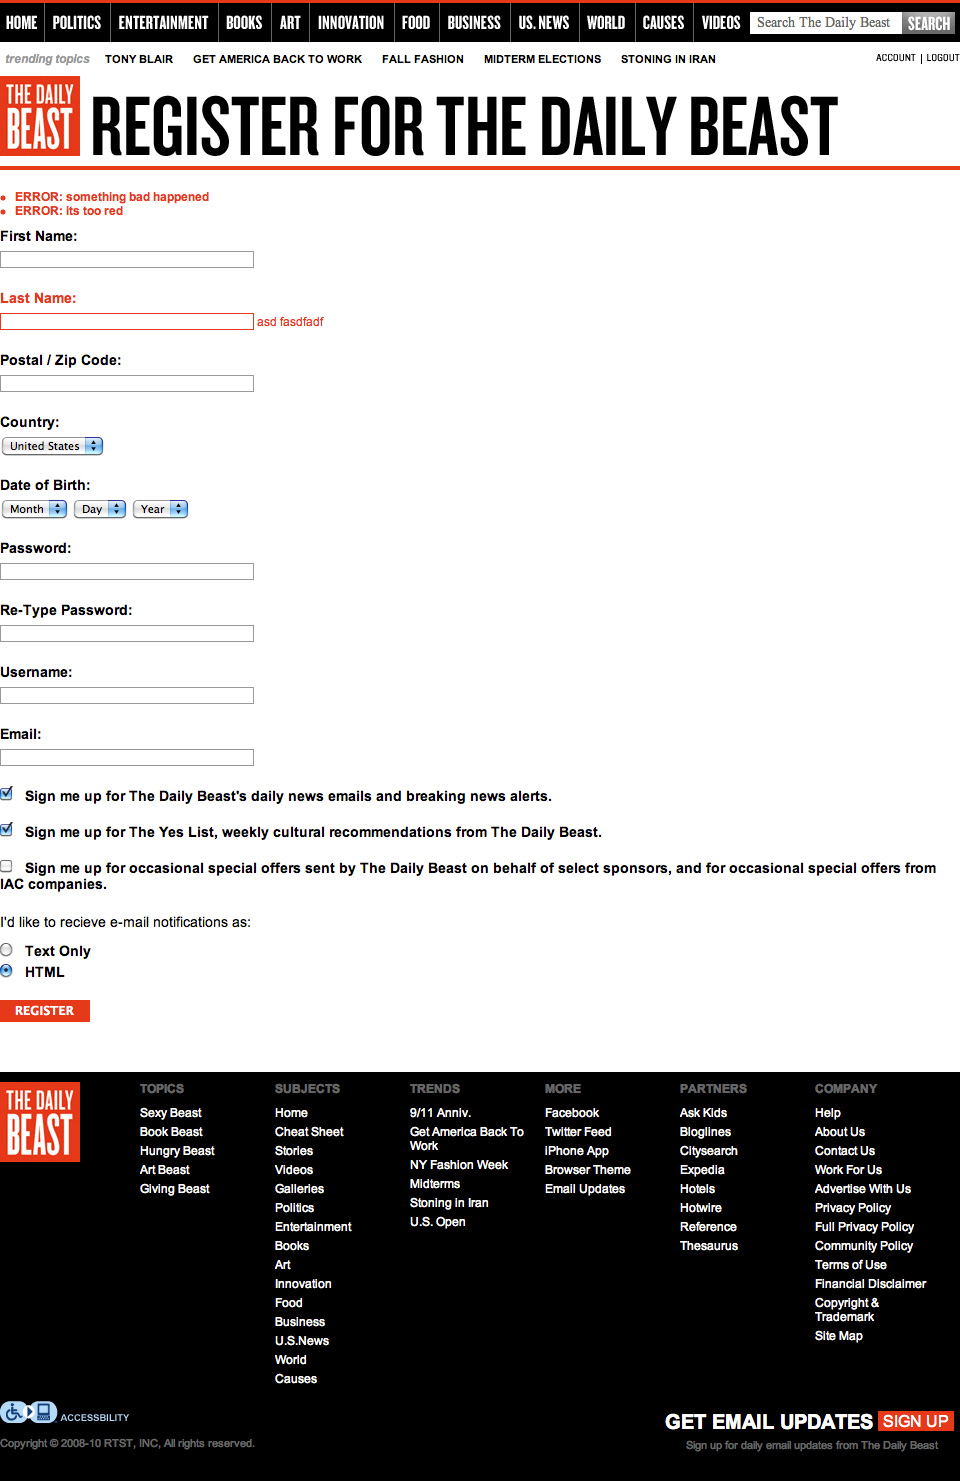 HOME POLITICS ENTERTAINMENT BOOKS ART INNOVATION FOOD BUSINESS U.S. NEWS WORLD CAUSES VIDEOS Search The Daily Beast SEARCH
trending topics TONY BLAIR GET AMERICA BACK TO WORK FALL FASHION MIDTERM ELECTIONS STONING IN IRAN ACCOUNT | LOGOUT
THE DAILY
BEAST
REGISTER FOR THE DAILY BEAST
ERROR: something bad happened
ERROR: its too red
First Name:
Last Name:
asd fasdfadf
Postal / Zip Code:
Country:
United States
Date of Birth:
Month Day Year
Password:
Re-Type Password:
Username:
Email:
Sign me up for The Daily Beast's daily news emails and breaking news alerts.
Sign me up for The Yes List, weekly cultural recommendations from The Daily Beast.
Sign me up for occasional special offers sent by The Daily Beast on behalf of select sponsors, and for occasional special offers from
IAC companies.
I'd like to recieve e-mail notifications as:
Text Only
HTML
REGISTER
THE DAILY
BEAST
TOPICS
Sexy Beast
Book Beast
Hungry Beast
Art Beast
Giving Beast
SUBJECTS
Home
Cheat Sheet
Stories
Videos
Galleries
Politics
Entertainment
Books
Art
Innovation
Food
Business
U.S.News
World
Causes
TRENDS
9/11 Anniv.
Get America Back To
Work
NY Fashion Week
Midterms
Stoning in Iran
U.S. Open
MORE
Facebook
Twitter Feed
iPhone App
Browser Theme
Email Updates
PARTNERS
Ask Kids
Bloglines
Citysearch
Expedia
Hotels
Hotwire
Reference
Thesaurus
COMPANY
Help
About Us
Contact Us
Work For Us
Advertise With Us
Privacy Policy
Full Privacy Policy
Community Policy
Terms of Use
Financial Disclaimer
Copyright &
Trademark
Site Map
ACCESSBILITY
GET EMAIL UPDATES SIGN UP
Copyright © 2008-10 RTST, INC, All rights reserved.
Sign up for daily email updates from The Daily Beast